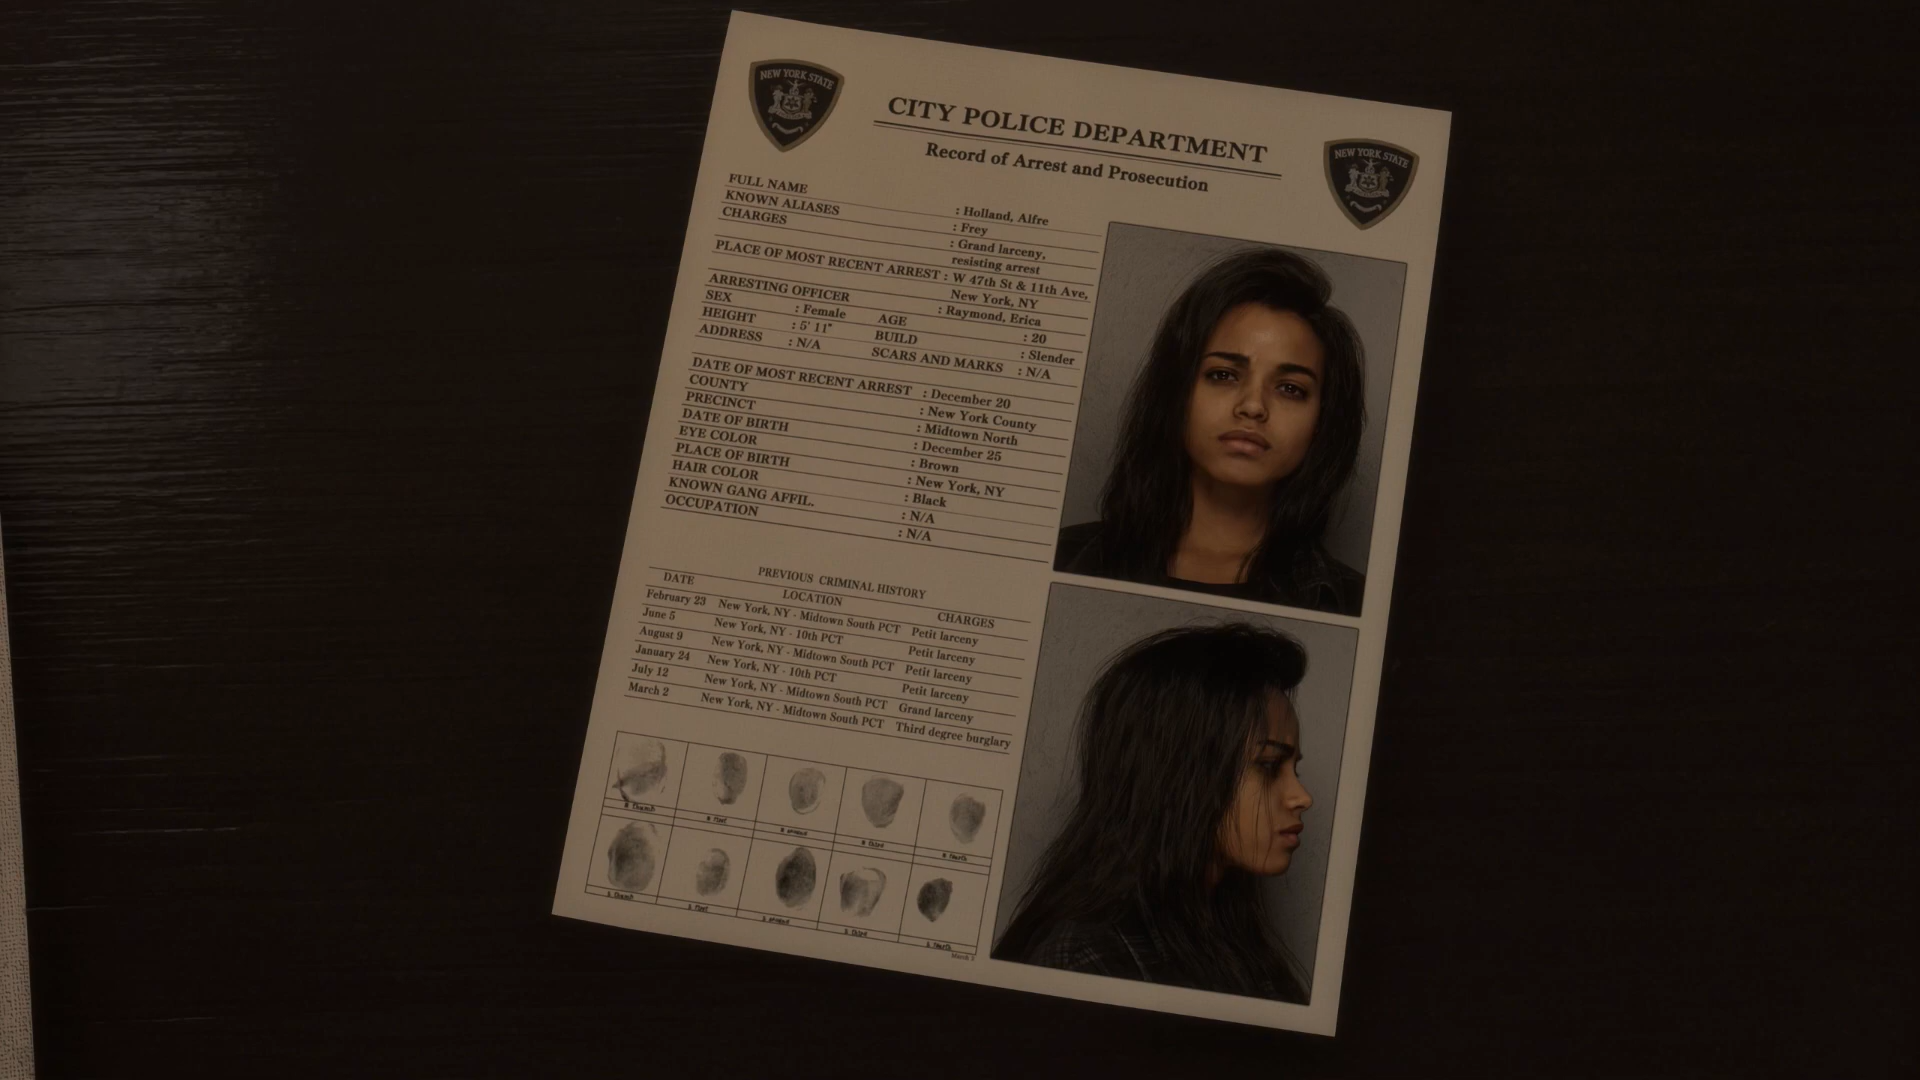 NEW YORK STATE
CITY POLICE DEPARTMENT
NEW YORK STATE
Record of Arrest and Prosecution
FULL NAME : Holland, Alfre
KNOWN ALIASES : Frey
CHARGES : Grand larceny,
resisting arrest
PLACE OF MOST RECENT ARREST : W 47th St & 11th Ave,
New York, NY
ARRESTING OFFICER : Raymond, Erica
SEX : Female AGE : 20
HEIGHT : 5' 11" BUILD : Slender
ADDRESS : N/A SCARS AND MARKS : N/A
DATE OF MOST RECENT ARREST : December 20
COUNTY : New York County
PRECINCT : Midtown North
DATE OF BIRTH : December 25
EYE COLOR : Brown
PLACE OF BIRTH : New York, NY
HAIR COLOR : Black
KNOWN GANG AFFIL. : N/A
OCCUPATION : N/A
PREVIOUS CRIMINAL HISTORY
DATE LOCATION CHARGES
February 23 New York, NY - Midtown South PCT Petit larceny
June 5 New York, NY - 10th PCT Petit larceny
August 9 New York, NY - Midtown South PCT Petit larceny
January 24 New York, NY - 10th PCT Petit larceny
July 12 New York, NY - Midtown South PCT Grand larceny
March 2 New York, NY - Midtown South PCT Third degree burglary